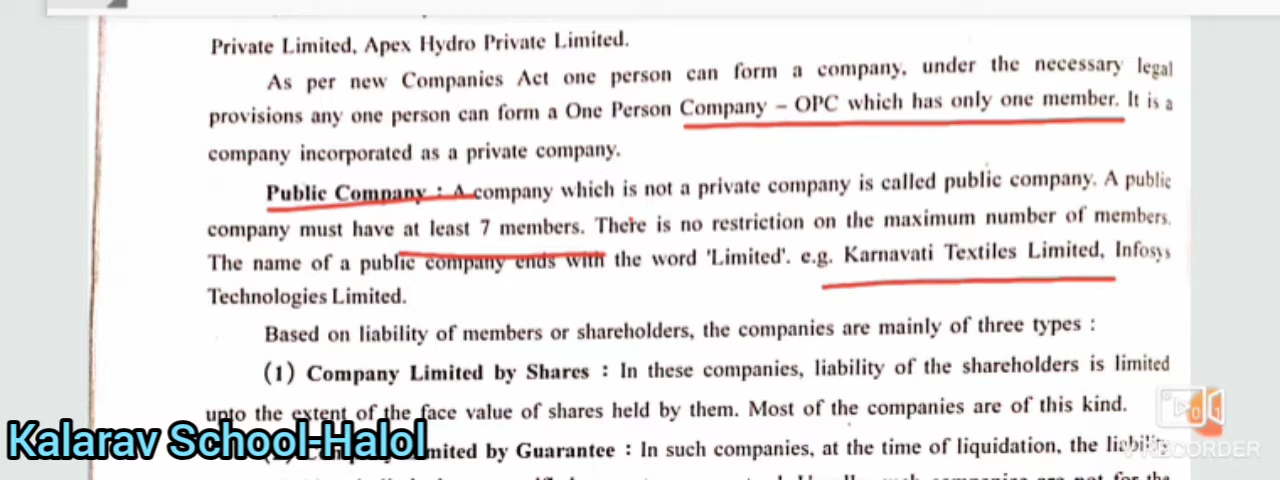 Private Limited, Apex Hydro Private Limited.
As per new Companies Act one person can form a company, under the necessary legal
provisions any one person can form a One Person Company – OPC which has only one member. It is a
company incorporated as a private company.
Public Company : A company which is not a private company is called public company. A public
company must have at least 7 members. There is no restriction on the maximum number of members.
The name of a public company ends with the word 'Limited'. e.g. Karnavati Textiles Limited, Infosys
Technologies Limited.
Based on liability of members or shareholders, the companies are mainly of three types :
(1) Company Limited by Shares : In these companies, liability of the shareholders is limited
upto the extent of the face value of shares held by them. Most of the companies are of this kind.
by Guarantee : In such companies, at the time of liquidation, the liability
Kalarav School-Halol
RECORDER